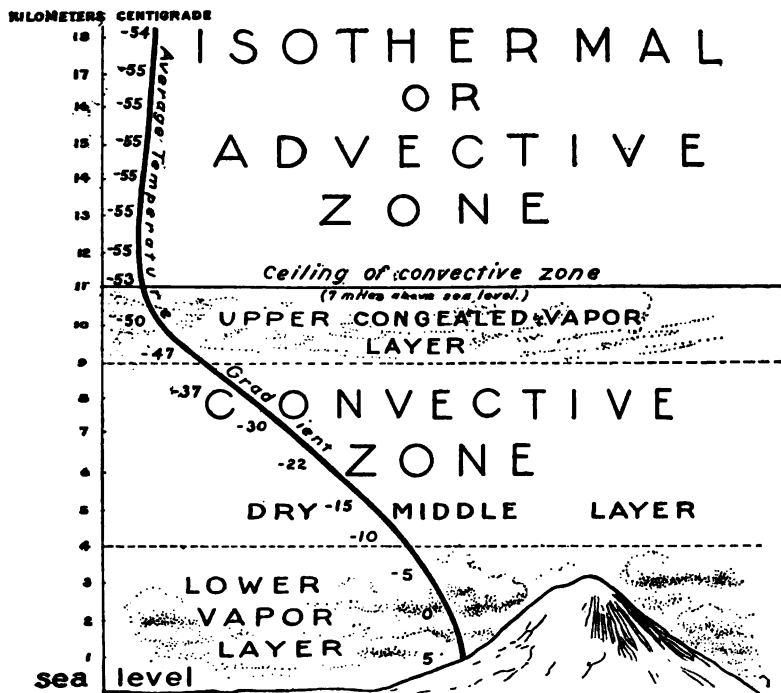 KILOMETERS CENTIGRADE
18 -54 ISOTHERMAL
17 -55
16 -55 OR
15 -55 ADVECTIVE
14 -55
13 -55 ZONE
12 -55
Average Temperature Gradient
Ceiling of convective zone
11 -53
(7 miles above sea level.)
10 -50 UPPER CONGEALED VAPOR
LAYER
9 -47
8 -37 CONVECTIVE
7 -30
6 -22 ZONE
5 DRY -15 MIDDLE LAYER
4 -10
3 -5 LOWER
2 0 VAPOR
1 5 LAYER
sea level